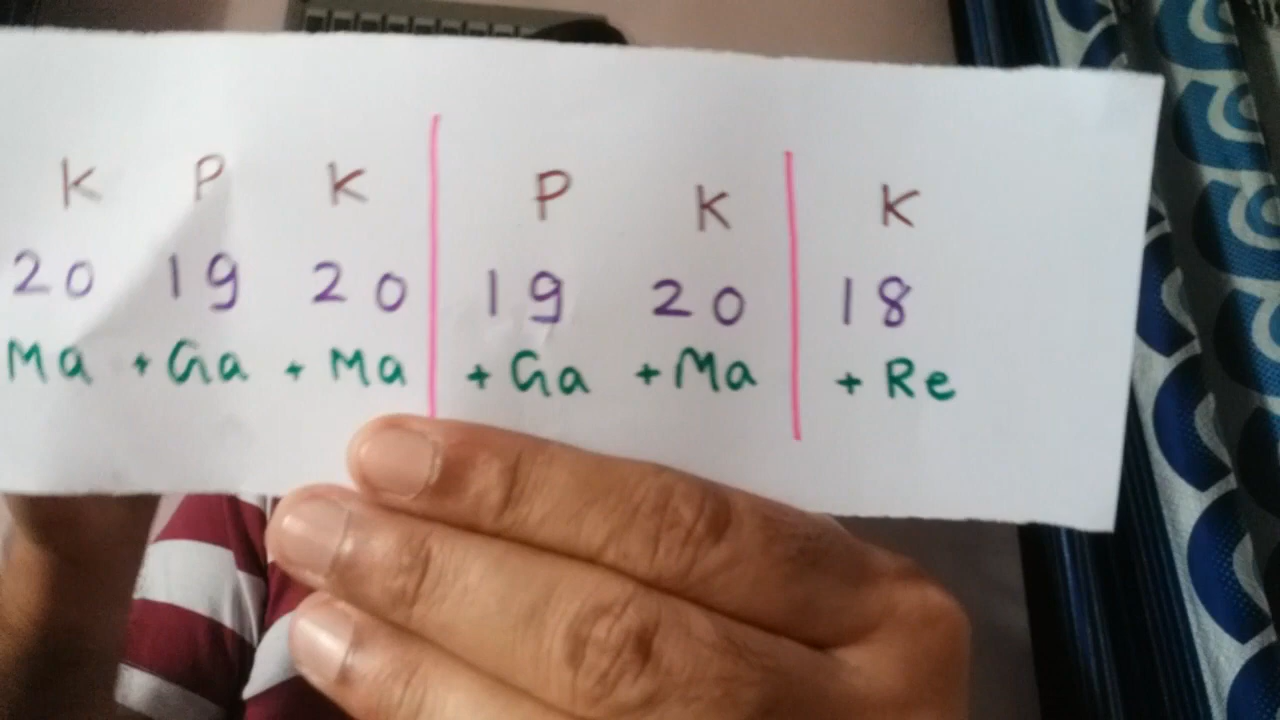 K P K | P K | K
20 19 20 | 19 20 | 18
Ma + Ga + Ma | + Ga + Ma | + Re